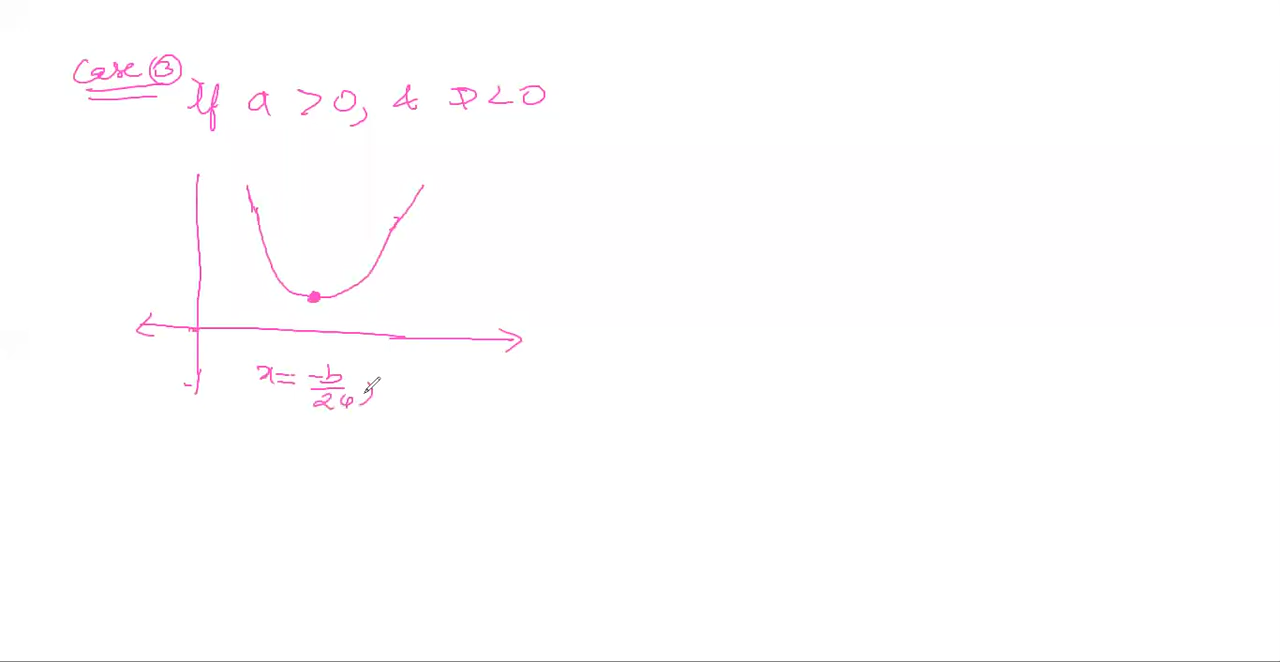 Case ③
If a > 0, & D < 0
x = -b/2a,